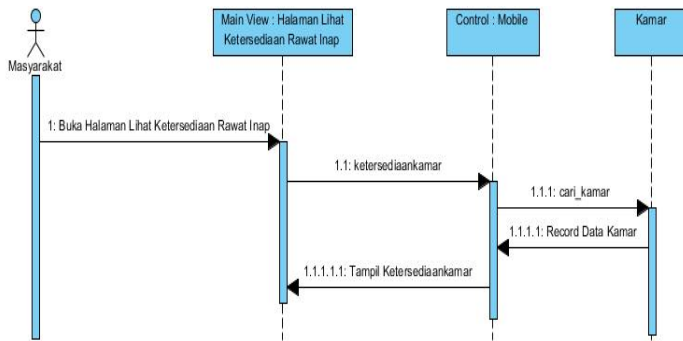 Main View : Halaman Lihat
Ketersediaan Rawat Inap
Control : Mobile
Kamar
Masyarakat
1: Buka Halaman Lihat Ketersediaan Rawat Inap
1.1: ketersediaankamar
1.1.1: cari_kamar
1.1.1.1: Record Data Kamar
1.1.1.1.1: Tampil Ketersediaankamar